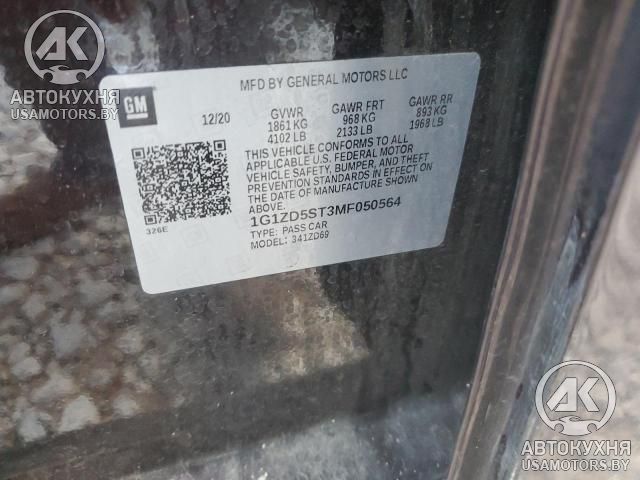 AK
АВТОКУХНЯ
USAMOTORS.BY
GM
MFD BY GENERAL MOTORS LLC
12/20 GVWR GAWR FRT GAWR RR
1861 KG 968 KG 893 KG
4102 LB 2133 LB 1968 LB
THIS VEHICLE CONFORMS TO ALL
APPLICABLE U.S. FEDERAL MOTOR
VEHICLE SAFETY, BUMPER, AND THEFT
PREVENTION STANDARDS IN EFFECT ON
THE DATE OF MANUFACTURE SHOWN
ABOVE.
1G1ZD5ST3MF050564
TYPE: PASS CAR
MODEL: 341ZD69
326E
AK
АВТОКУХНЯ
USAMOTORS.BY